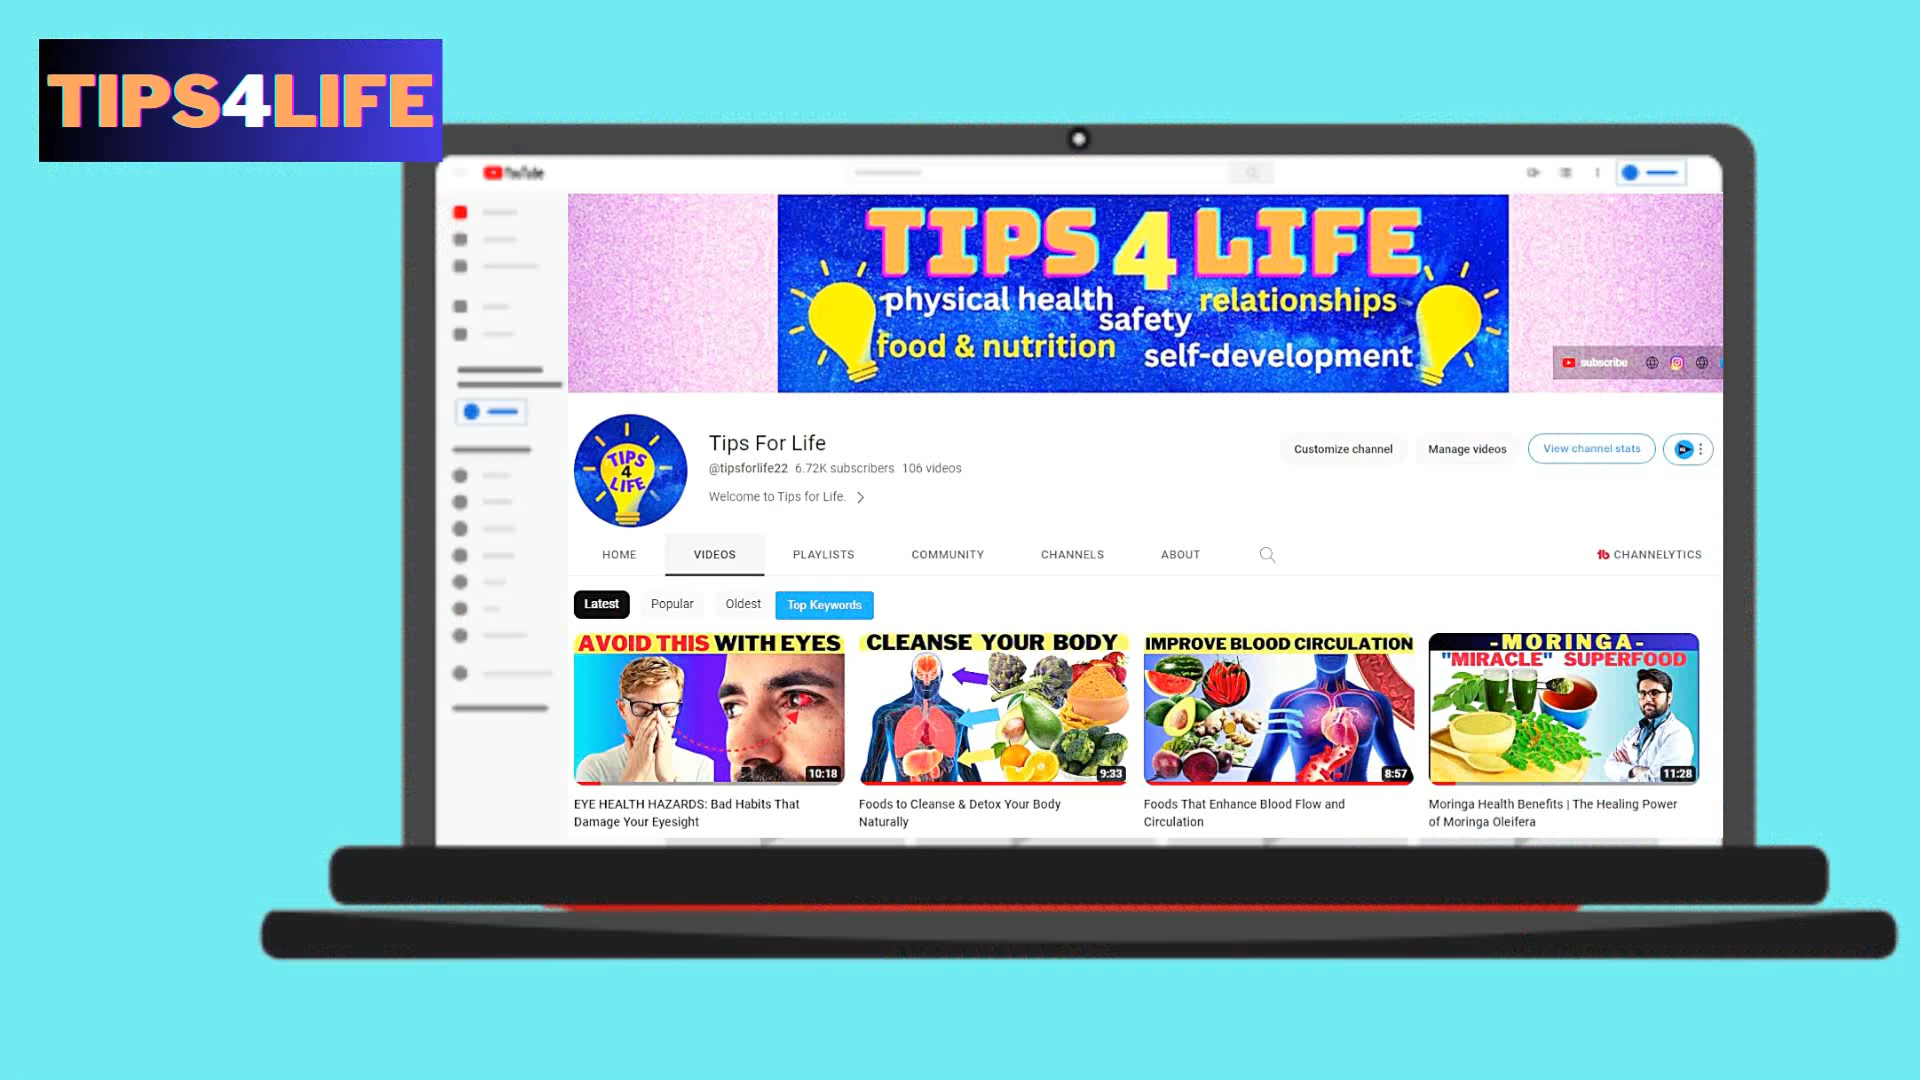 TIPS4LIFE
YouTube
TIPS 4 LIFE
physical health
relationships
safety
food & nutrition
self-development
subscribe
TIPS
4
LIFE
Tips For Life
@tipsforlife22 6.72K subscribers 106 videos
Welcome to Tips for Life.
Customize channel
Manage videos
View channel stats
HOME VIDEOS PLAYLISTS COMMUNITY CHANNELS ABOUT
tb CHANNELYTICS
Latest Popular Oldest Top Keywords
AVOID THIS WITH EYES
10:18
EYE HEALTH HAZARDS: Bad Habits That
Damage Your Eyesight
CLEANSE YOUR BODY
9:33
Foods to Cleanse & Detox Your Body
Naturally
IMPROVE BLOOD CIRCULATION
8:57
Foods That Enhance Blood Flow and
Circulation
-MORINGA-
"MIRACLE" SUPERFOOD
11:28
Moringa Health Benefits | The Healing Power
of Moringa Oleifera